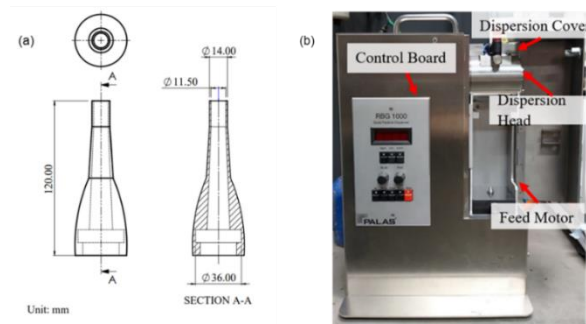 (a)
A
Ø 14.00
Ø 11.50
120.00
A
Ø 36.00
SECTION A-A
Unit: mm
(b)
Dispersion Cover
Control Board
Dispersion
Head
RBG 1000
Feed Motor
PALAS